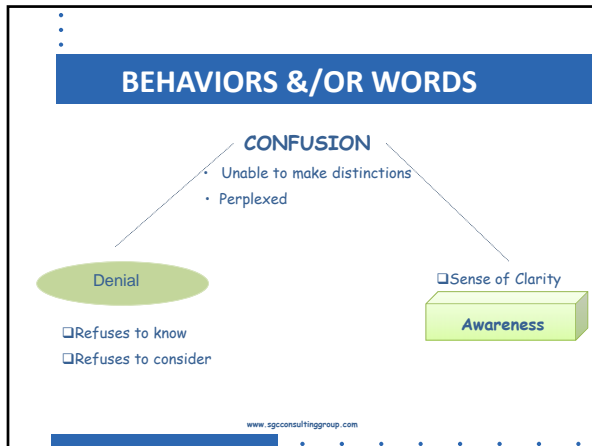 BEHAVIORS &/OR WORDS
CONFUSION
• Unable to make distinctions
• Perplexed
Denial
❑Refuses to know
❑Refuses to consider
❑Sense of Clarity
Awareness
www.sgcconsultinggroup.com